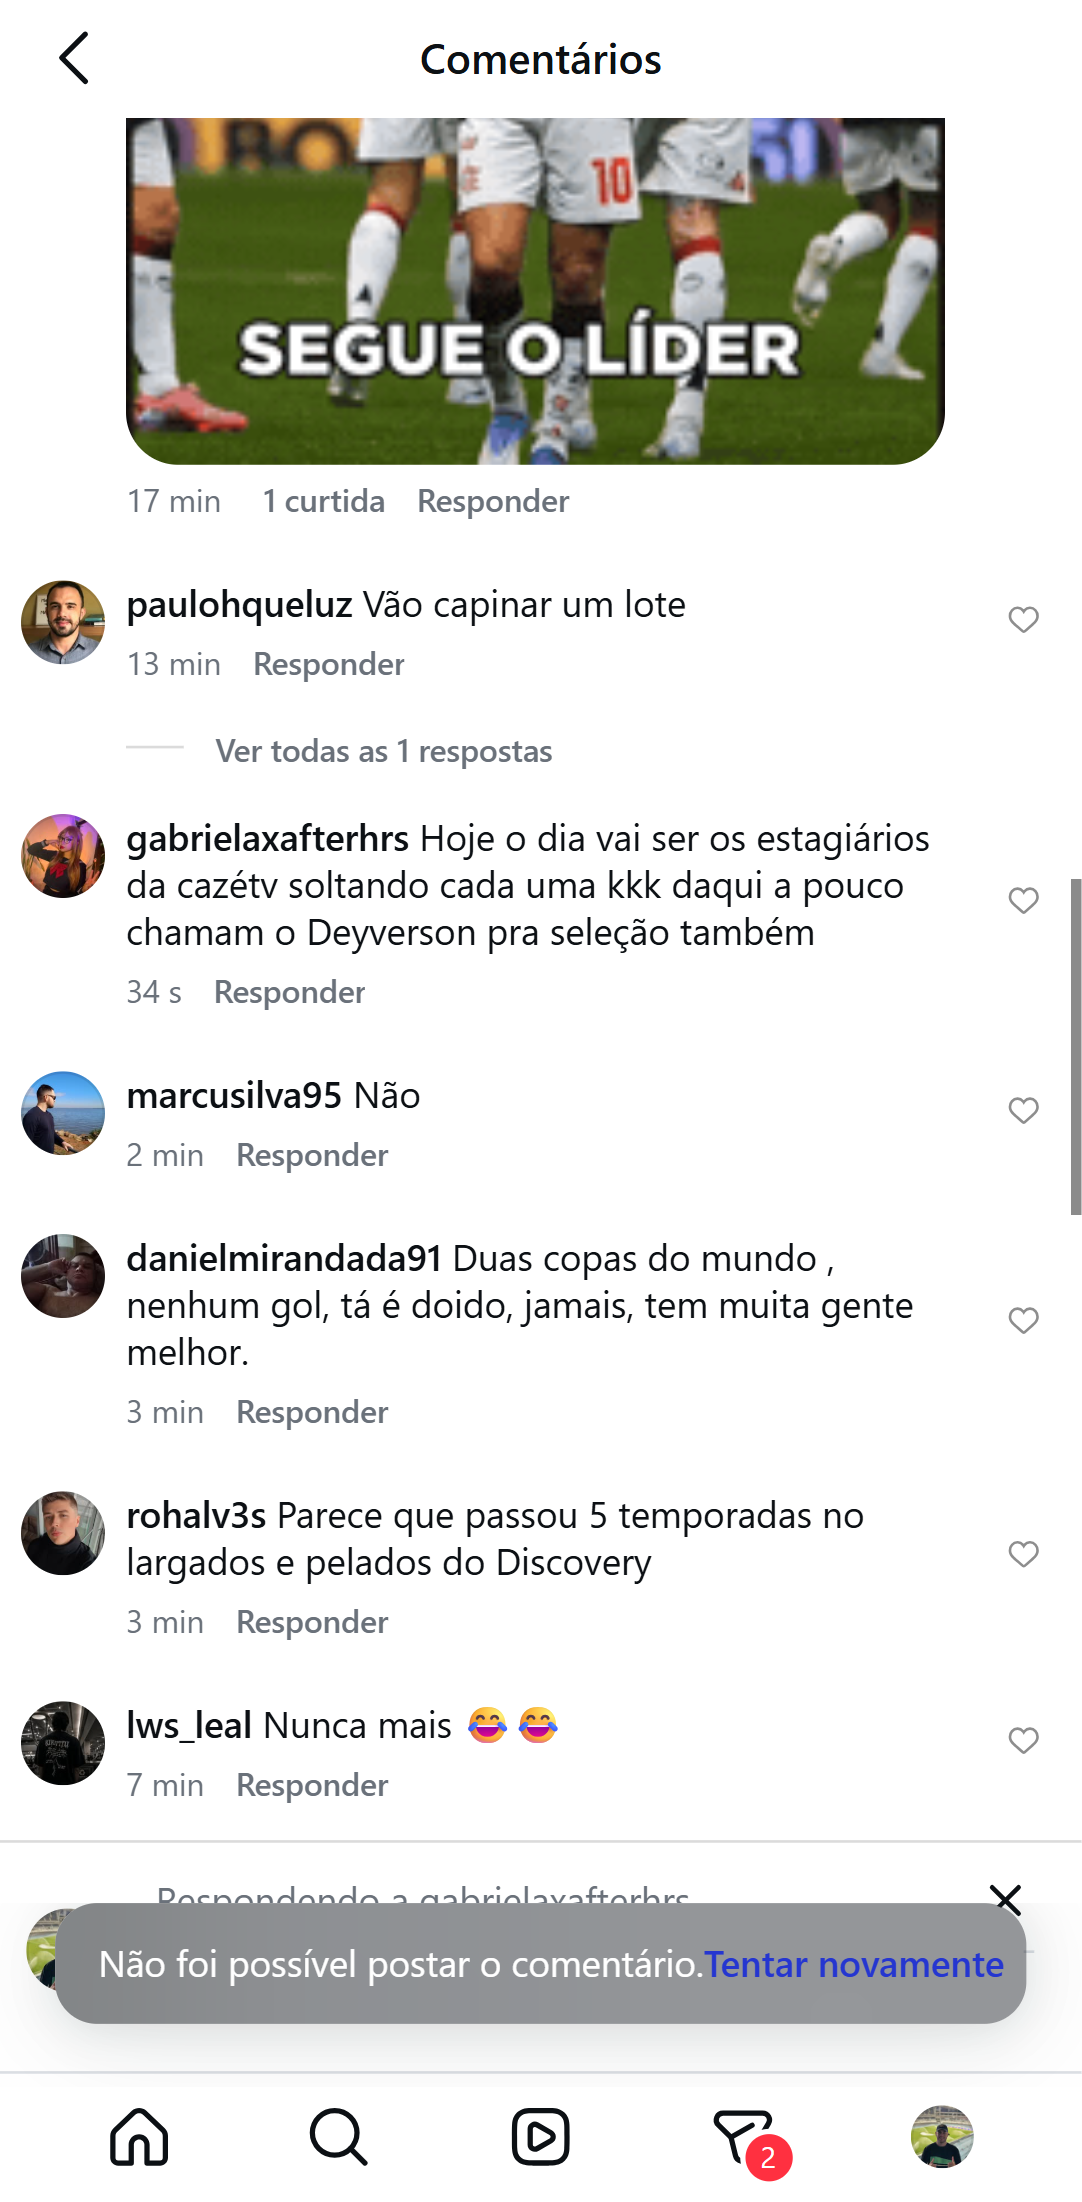 Comentários
10
SEGUE O LÍDER
17 min 1 curtida Responder
paulohqueluz Vão capinar um lote
13 min Responder
Ver todas as 1 respostas
gabrielaxafterhrs Hoje o dia vai ser os estagiários
da cazétv soltando cada uma kkk daqui a pouco
chamam o Deyverson pra seleção também
34 s Responder
marcusilva95 Não
2 min Responder
danielmirandada91 Duas copas do mundo ,
nenhum gol, tá é doido, jamais, tem muita gente
melhor.
3 min Responder
rohalv3s Parece que passou 5 temporadas no
largados e pelados do Discovery
3 min Responder
lws_leal Nunca mais 😂😂
7 min Responder
Respondendo a gabrielaxafterhrs
Não foi possível postar o comentário.Tentar novamente
2